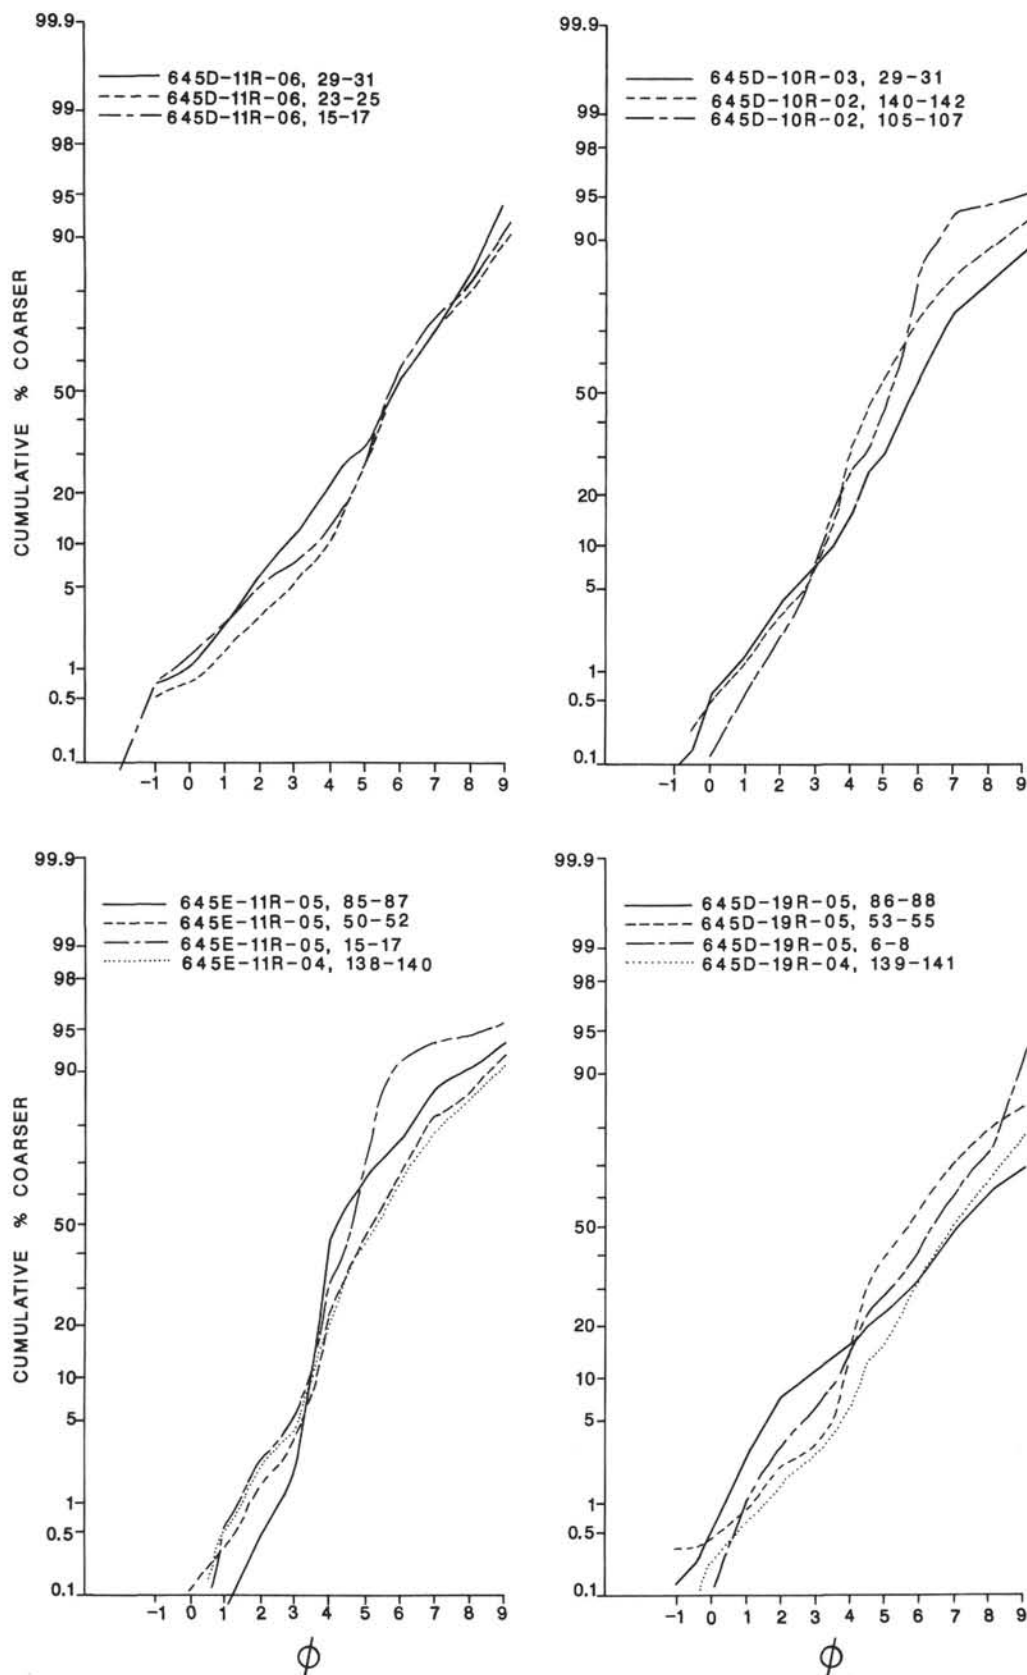 99.9
645D-11R-06, 29-31
645D-11R-06, 23-25
645D-11R-06, 15-17
99
98
95
90
50
20
10
5
1
0.5
0.1
CUMULATIVE % COARSER
-1 0 1 2 3 4 5 6 7 8 9
99.9
645D-10R-03, 29-31
645D-10R-02, 140-142
645D-10R-02, 105-107
99
98
95
90
50
20
10
5
1
0.5
0.1
-1 0 1 2 3 4 5 6 7 8 9
99.9
645E-11R-05, 85-87
645E-11R-05, 50-52
645E-11R-05, 15-17
645E-11R-04, 138-140
99
98
95
90
50
20
10
5
1
0.5
0.1
CUMULATIVE % COARSER
-1 0 1 2 3 4 5 6 7 8 9
ϕ
99.9
645D-19R-05, 86-88
645D-19R-05, 53-55
645D-19R-05, 6-8
645D-19R-04, 139-141
99
98
95
90
50
20
10
5
1
0.5
0.1
-1 0 1 2 3 4 5 6 7 8 9
ϕ